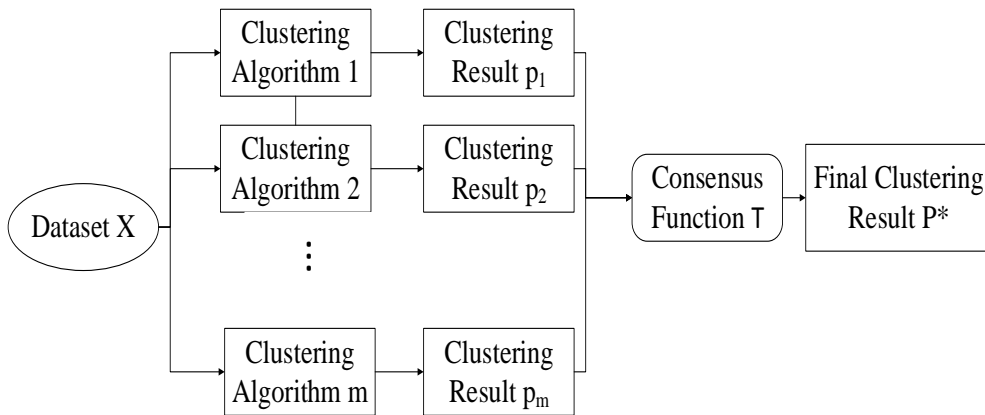 Clustering
Algorithm 1
Clustering
Result p₁
Clustering
Algorithm 2
Clustering
Result p₂
Dataset X
Consensus
Function T
Final Clustering
Result P*
⋮
Clustering
Algorithm m
Clustering
Result pₘ